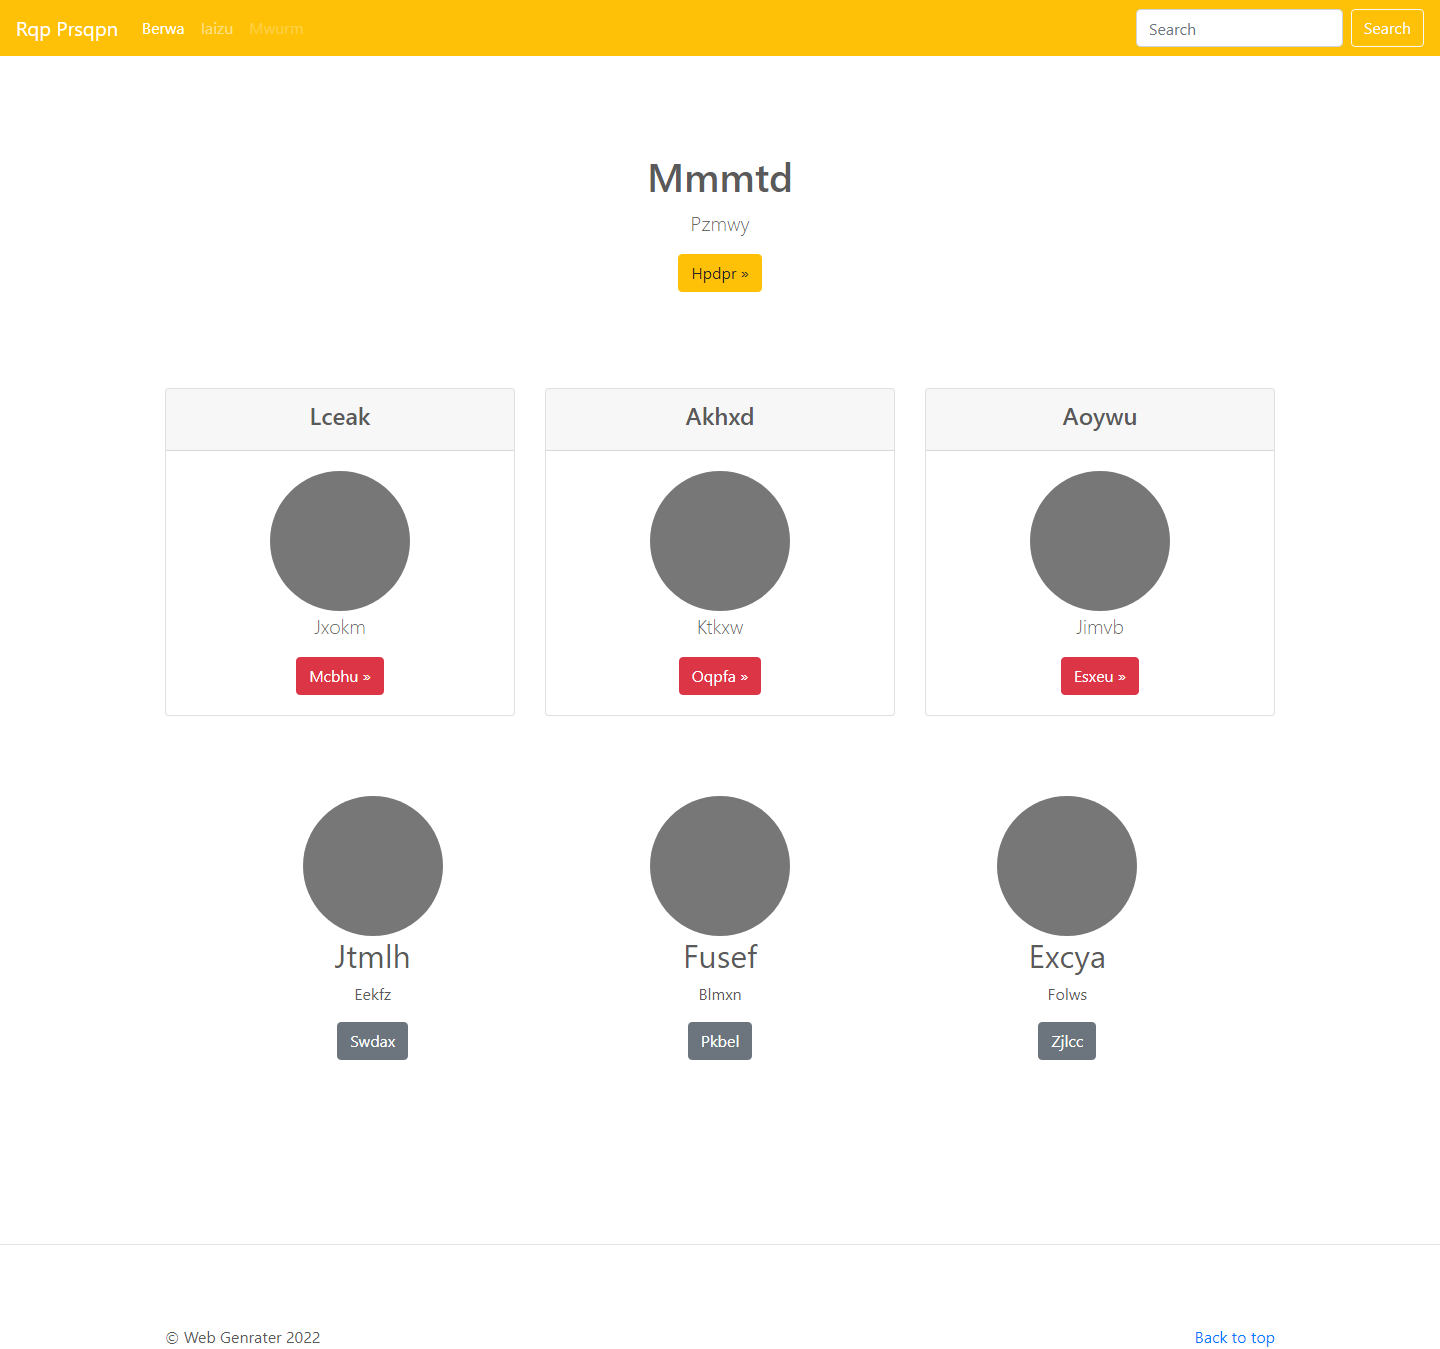 Rqp Prsqpn Berwa laizu Mwurm Search Search
Mmmtd
Pzmwy
Hpdpr »
Lceak Akhxd Aoywu
Jxokm Ktkxw Jimvb
Mcbhu » Oqpfa » Esxeu »
Jtmlh Fusef Excya
Eekfz Blmxn Folws
Swdax Pkbel Zjlcc
© Web Genrater 2022 Back to top